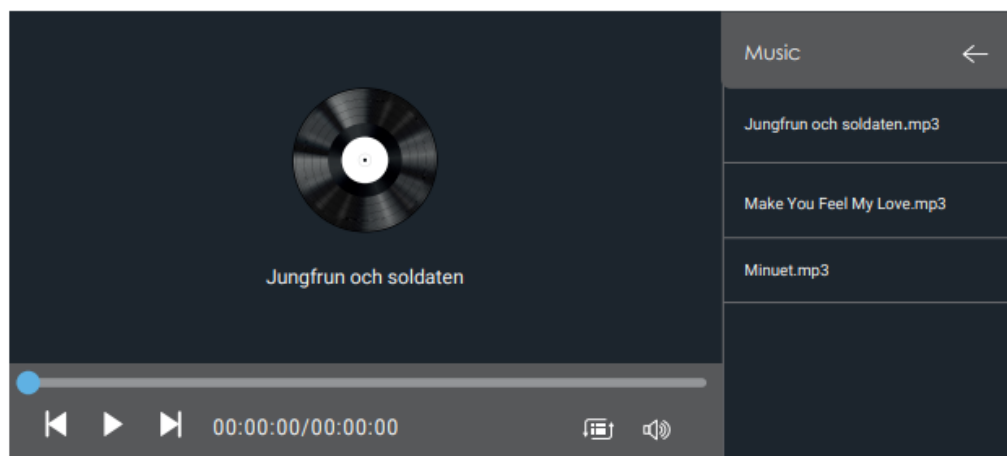 Music
Jungfrun och soldaten.mp3
Make You Feel My Love.mp3
Minuet.mp3
Jungfrun och soldaten
00:00:00/00:00:00